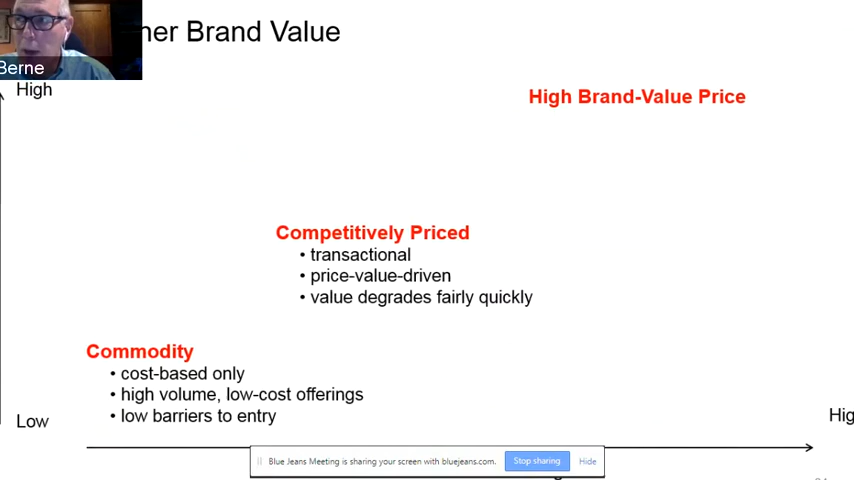 ner Brand Value
Berne
High
High Brand-Value Price
Competitively Priced
• transactional
• price-value-driven
• value degrades fairly quickly
Commodity
• cost-based only
• high volume, low-cost offerings
• low barriers to entry
Low
Hig
Blue Jeans Meeting is sharing your screen with bluejeans.com.
Stop sharing
Hide